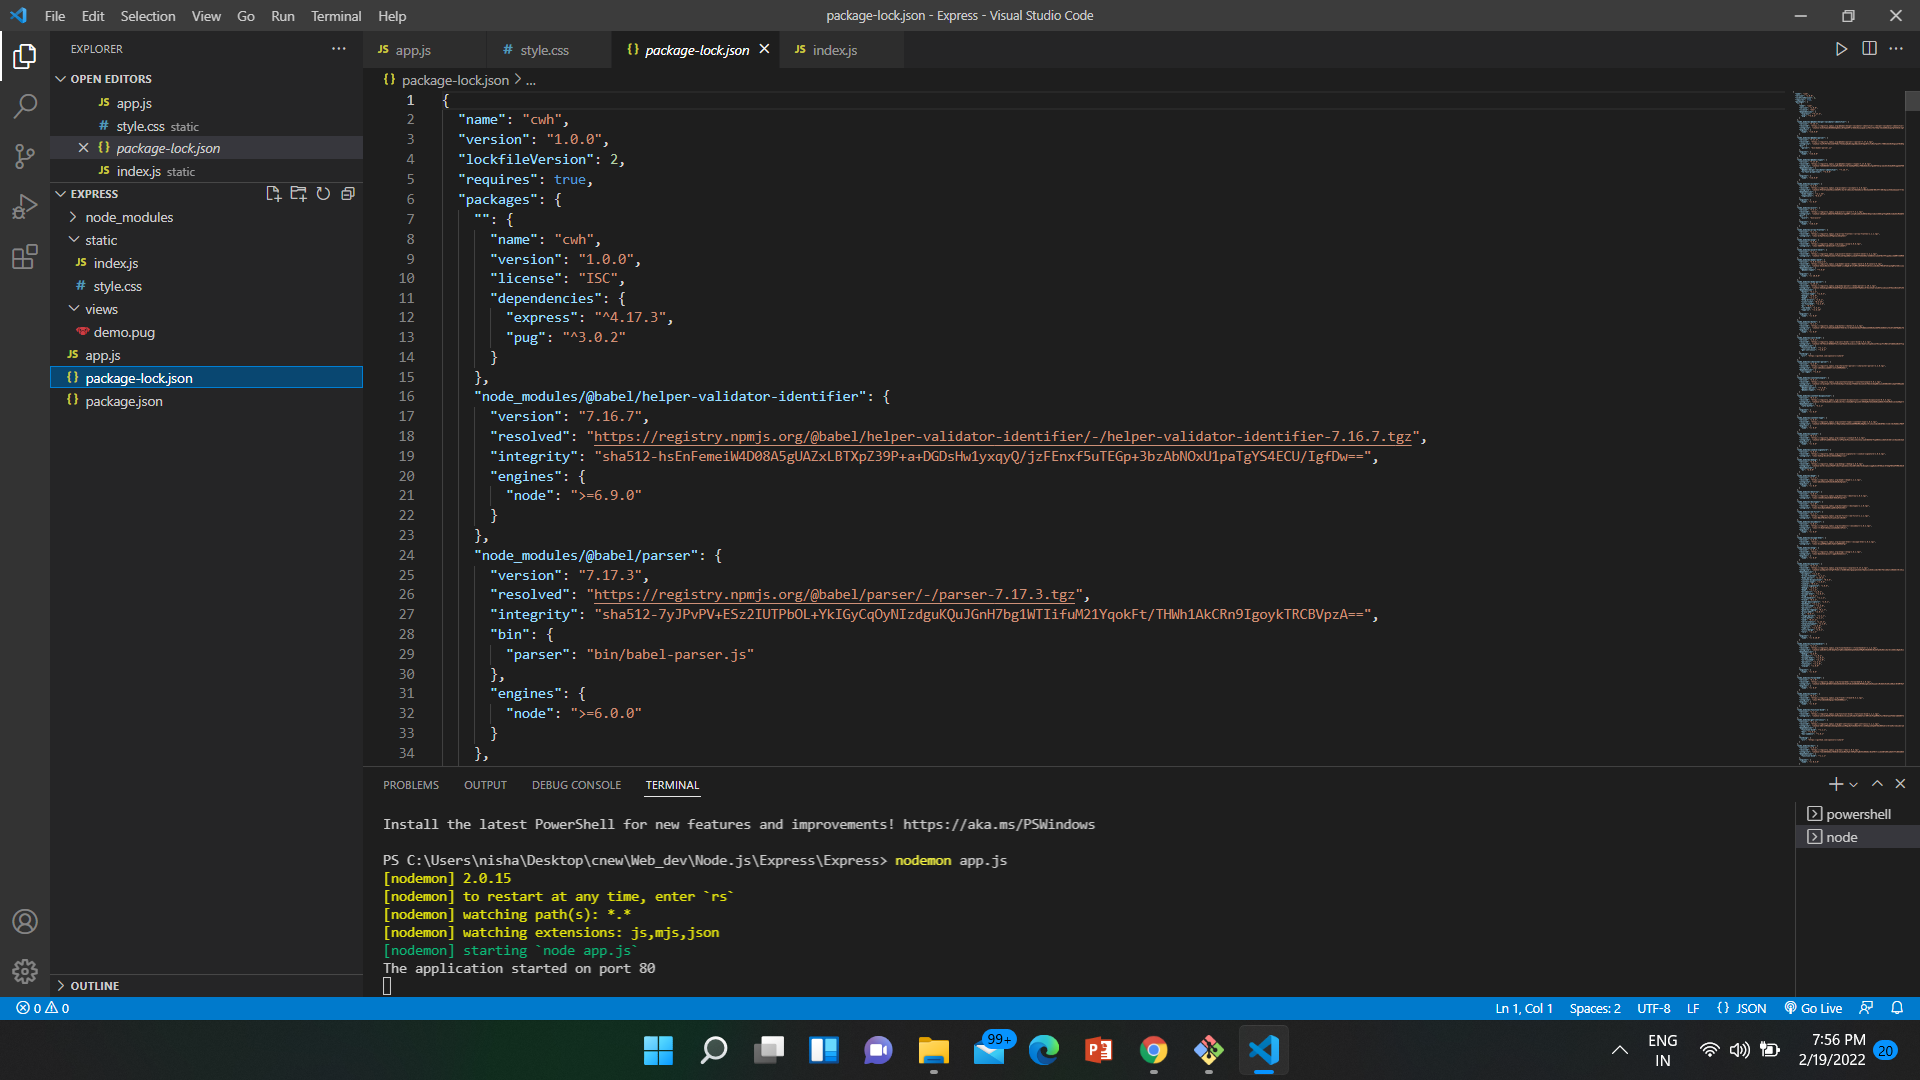 File Edit Selection View Go Run Terminal Help
package-lock.json - Express - Visual Studio Code
EXPLORER
OPEN EDITORS
JS app.js
# style.css static
{} package-lock.json
JS index.js static
EXPRESS
node_modules
static
JS index.js
# style.css
views
demo.pug
JS app.js
{} package-lock.json
{} package.json
OUTLINE
JS app.js # style.css {} package-lock.json JS index.js
{} package-lock.json > ...
1 {
2 "name": "cwh",
3 "version": "1.0.0",
4 "lockfileVersion": 2,
5 "requires": true,
6 "packages": {
7 "": {
8 "name": "cwh",
9 "version": "1.0.0",
10 "license": "ISC",
11 "dependencies": {
12 "express": "^4.17.3",
13 "pug": "^3.0.2"
14 }
15 },
16 "node_modules/@babel/helper-validator-identifier": {
17 "version": "7.16.7",
18 "resolved": "https://registry.npmjs.org/@babel/helper-validator-identifier/-/helper-validator-identifier-7.16.7.tgz",
19 "integrity": "sha512-hsEnFemeiW4D08A5gUAZxLBTXpZ39P+a+DGDsHw1yxqyQ/jzFEnxf5uTEGp+3bzAbNOxU1paTgYS4ECU/IgfDw==",
20 "engines": {
21 "node": ">=6.9.0"
22 }
23 },
24 "node_modules/@babel/parser": {
25 "version": "7.17.3",
26 "resolved": "https://registry.npmjs.org/@babel/parser/-/parser-7.17.3.tgz",
27 "integrity": "sha512-7yJPvPV+ESz2IUTPbOL+YkIGyCqOyNIzdguKQuJGnH7bg1WTIifuM21YqokFt/THWh1AkCRn9IgoykTRCBVpzA==",
28 "bin": {
29 "parser": "bin/babel-parser.js"
30 },
31 "engines": {
32 "node": ">=6.0.0"
33 }
34 },
PROBLEMS OUTPUT DEBUG CONSOLE TERMINAL
Install the latest PowerShell for new features and improvements! https://aka.ms/PSWindows
PS C:\Users\nisha\Desktop\cnew\Web_dev\Node.js\Express\Express> nodemon app.js
[nodemon] 2.0.15
[nodemon] to restart at any time, enter `rs`
[nodemon] watching path(s): *.*
[nodemon] watching extensions: js,mjs,json
[nodemon] starting `node app.js`
The application started on port 80
powershell
node
0 0
Ln 1, Col 1 Spaces: 2 UTF-8 LF {} JSON Go Live
99+
ENG
IN
7:56 PM
2/19/2022
20